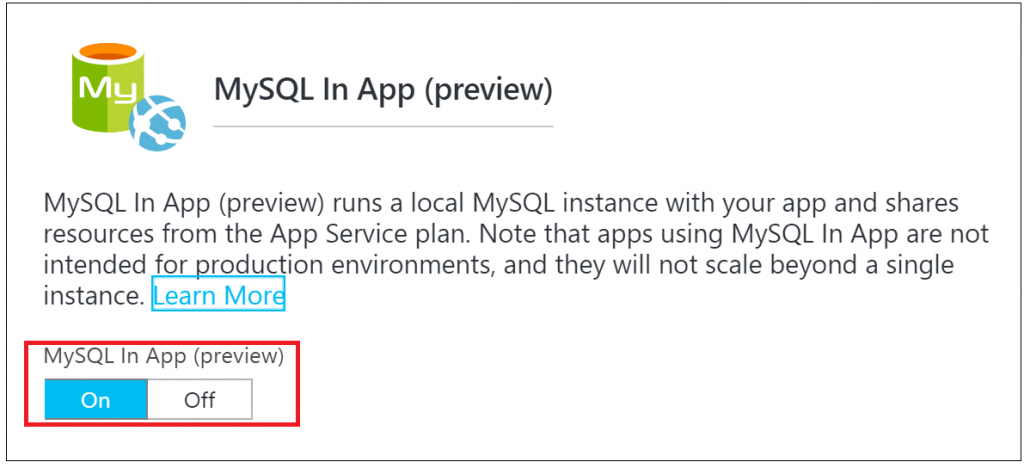 My
MySQL In App (preview)
MySQL In App (preview) runs a local MySQL instance with your app and shares
resources from the App Service plan. Note that apps using MySQL In App are not
intended for production environments, and they will not scale beyond a single
instance. Learn More
MySQL In App (preview)
On Off